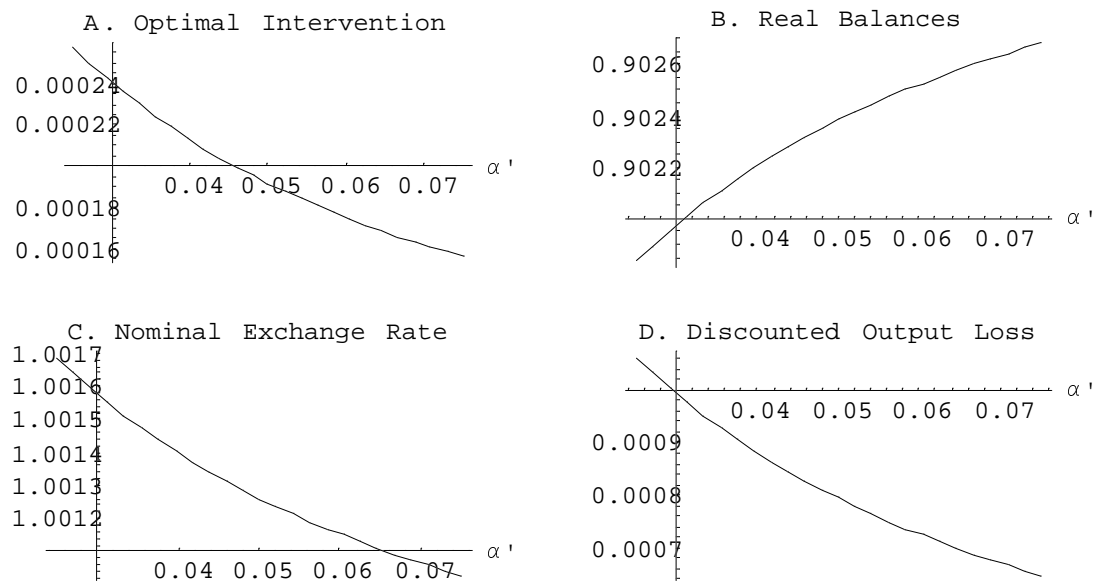 A. Optimal Intervention
0.00024
0.00022
α'
0.04 0.05 0.06 0.07
0.00018
0.00016
B. Real Balances
0.9026
0.9024
0.9022
α'
0.04 0.05 0.06 0.07
C. Nominal Exchange Rate
1.0017
1.0016
1.0015
1.0014
1.0013
1.0012
α'
0.04 0.05 0.06 0.07
D. Discounted Output Loss
α'
0.04 0.05 0.06 0.07
0.0009
0.0008
0.0007